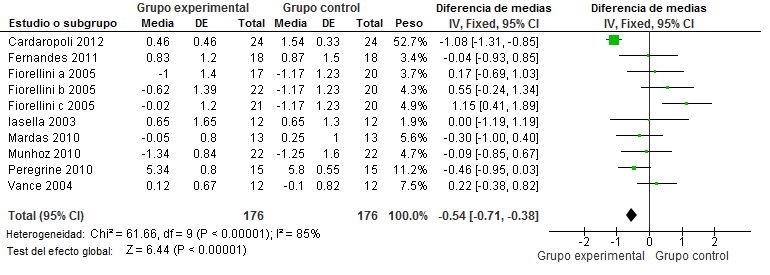 Grupo experimental Grupo control Diferencia de medias Diferencia de medias
Estudio o subgrupo Media DE Total Media DE Total Peso IV, Fixed, 95% CI IV, Fixed, 95% CI
Cardaropoli 2012 0.46 0.46 24 1.54 0.33 24 52.7% -1.08 [-1.31, -0.85]
Fernandes 2011 0.83 1.2 18 0.87 1.5 18 3.4% -0.04 [-0.93, 0.85]
Fiorellini a 2005 -1 1.4 17 -1.17 1.23 20 3.7% 0.17 [-0.69, 1.03]
Fiorellini b 2005 -0.62 1.39 22 -1.17 1.23 20 4.4% 0.55 [-0.24, 1.34]
Fiorellini c 2005 -0.02 1.2 21 -1.17 1.23 20 4.9% 1.15 [0.41, 1.89]
Iasella 2003 0.65 1.65 12 0.65 1.3 12 2.0% 0.00 [-1.19, 1.19]
Mardas 2010 -0.05 0.8 13 0.25 1 13 5.7% -0.30 [-1.00, 0.40]
Munhoz 2010 -1.34 0.84 22 -1.25 1.6 22 4.8% -0.09 [-0.85, 0.67]
Peregrine 2010 5.34 0.8 15 5.8 0.55 15 11.2% -0.46 [-0.95, 0.03]
Vance 2004 0.12 0.67 12 -0.1 0.82 12 7.5% 0.22 [-0.38, 0.82]
Total (95% CI) 176 176 100.0% -0.54 [-0.71, -0.38]
Heterogeneidad: Chi² = 61.66, df = 9 (P < 0.00001); I² = 85%
Test del efecto global: Z = 6.44 (P < 0.00001)
-2 -1 0 1 2
Grupo experimental Grupo control